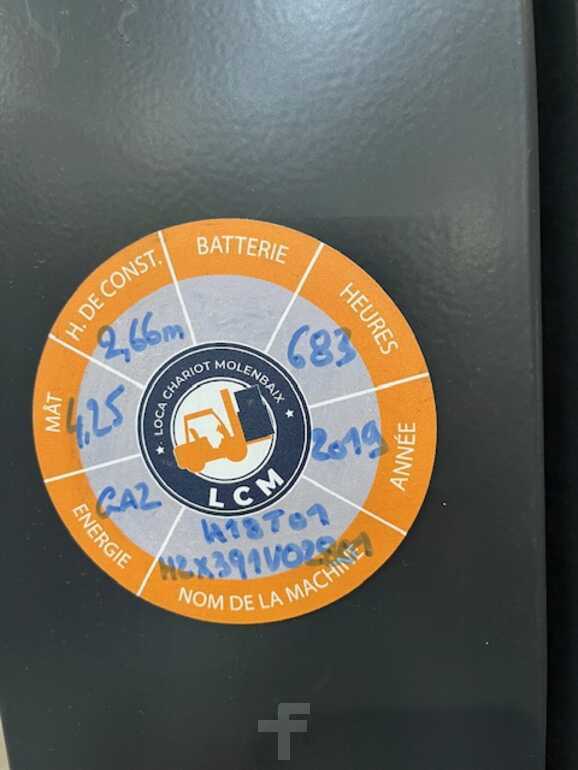 BATTERIE
HEURES
683
ANNÉE
2019
NOM DE LA MACHINE
H18T01
ENERGIE
GAZ
MÂT
4,25
H. DE CONST.
2,66m
LOCA CHARIOT MOLENBAIX
LCM